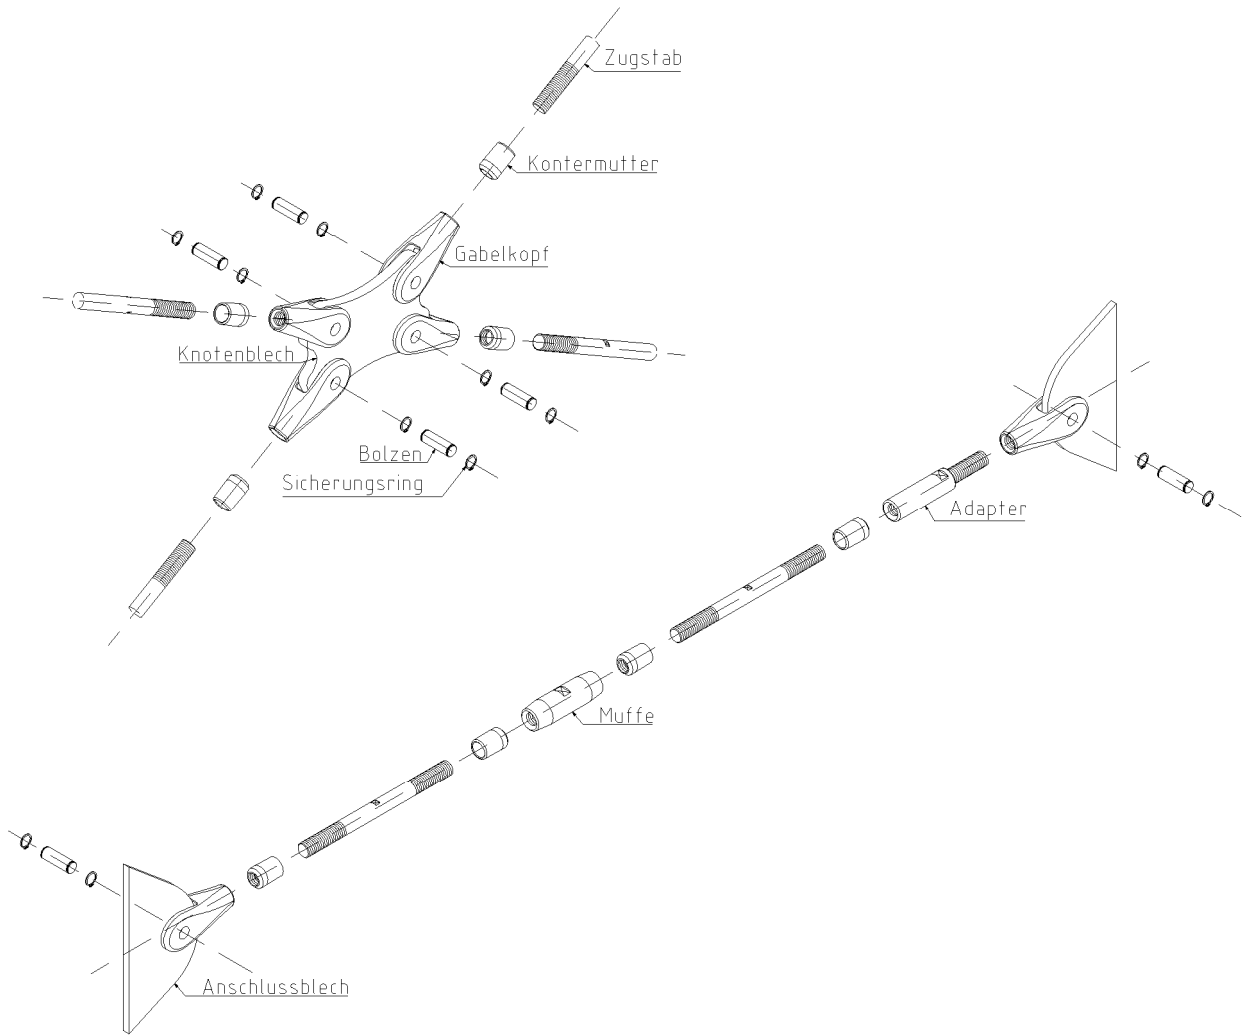 Zugstab
Kontermutter
Gabelkopf
Knotenblech
Bolzen
Sicherungsring
Adapter
Muffe
Anschlussblech